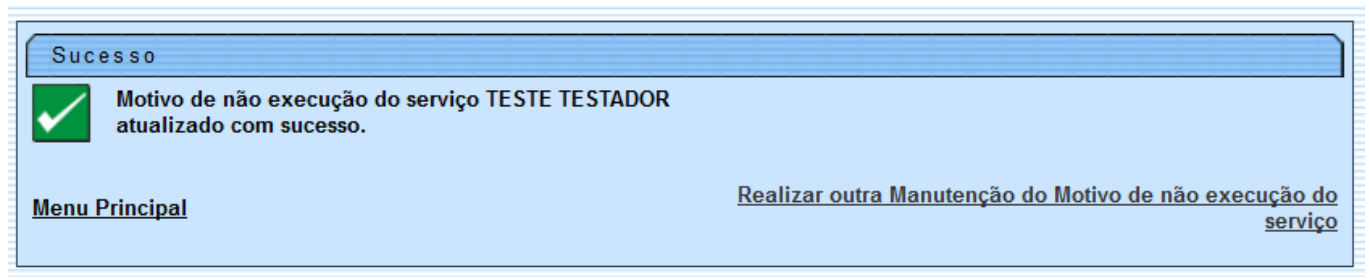 Sucesso
Motivo de não execução do serviço TESTE TESTADOR
atualizado com sucesso.
Menu Principal
Realizar outra Manutenção do Motivo de não execução do
serviço